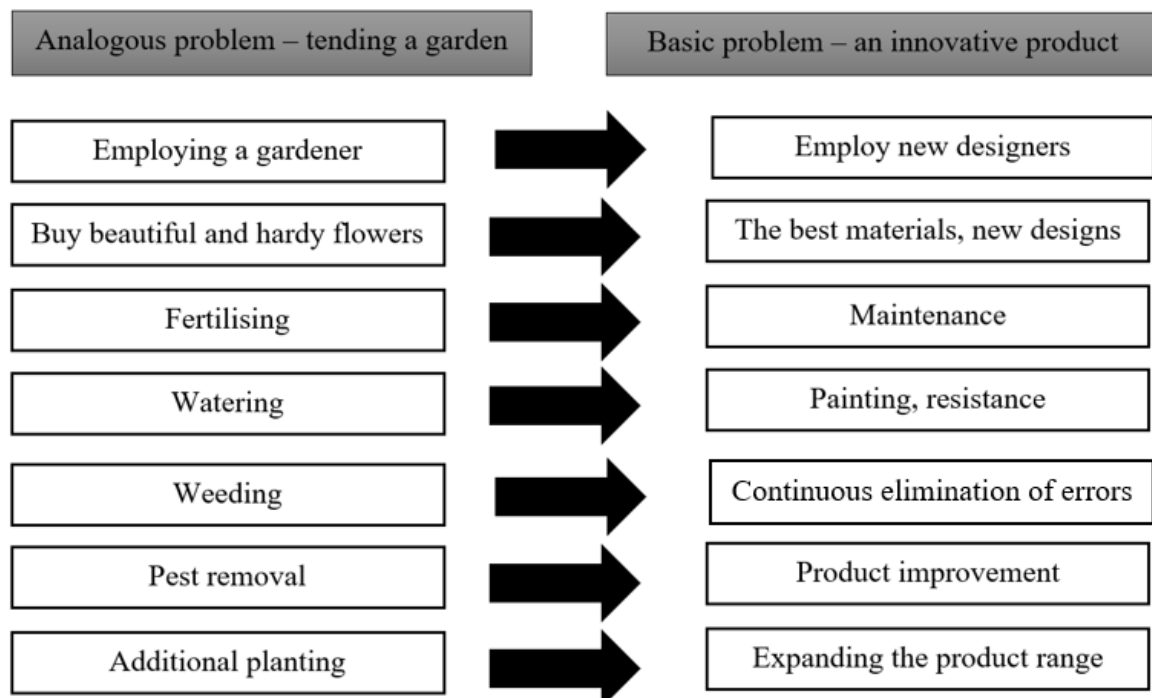 Analogous problem – tending a garden
Basic problem – an innovative product
Employing a gardener
Employ new designers
Buy beautiful and hardy flowers
The best materials, new designs
Fertilising
Maintenance
Watering
Painting, resistance
Weeding
Continuous elimination of errors
Pest removal
Product improvement
Additional planting
Expanding the product range